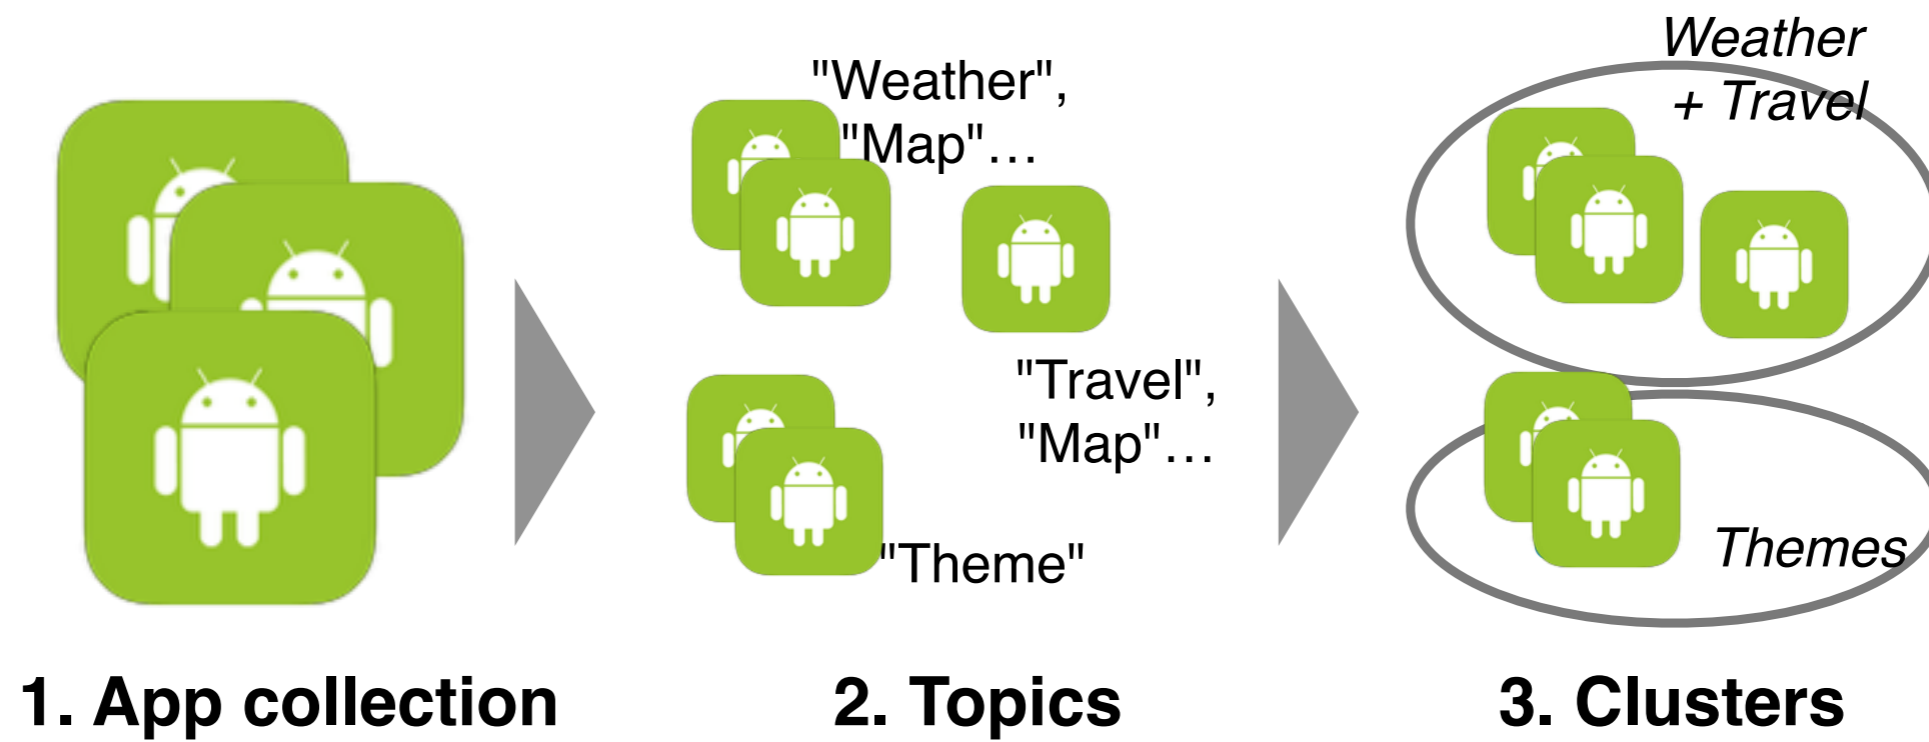 "Weather",
"Map"…
"Travel",
"Map"…
"Theme"
Weather
+ Travel
Themes
1. App collection
2. Topics
3. Clusters